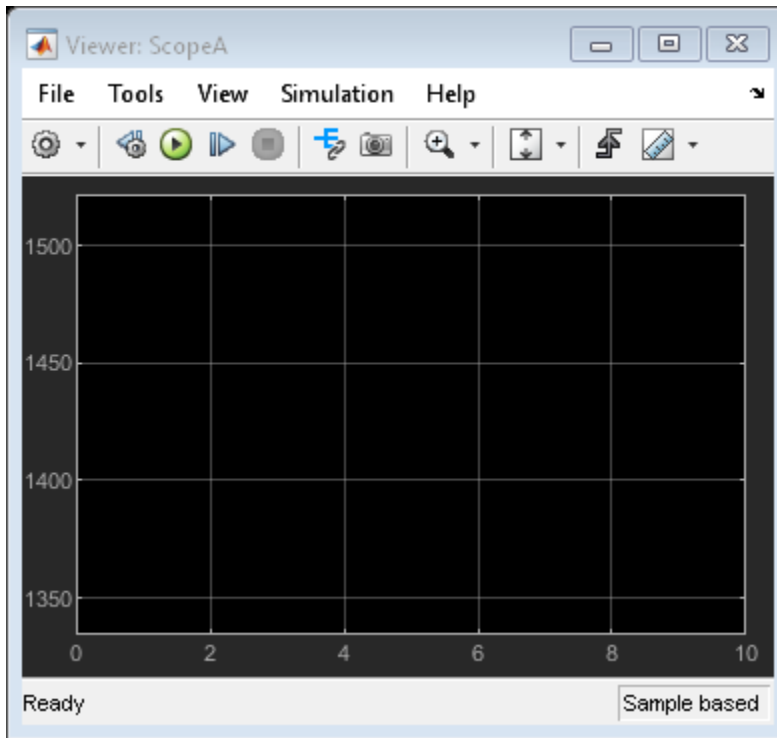 Viewer: ScopeA
File Tools View Simulation Help
1500
1450
1400
1350
0 2 4 6 8 10
Ready Sample based